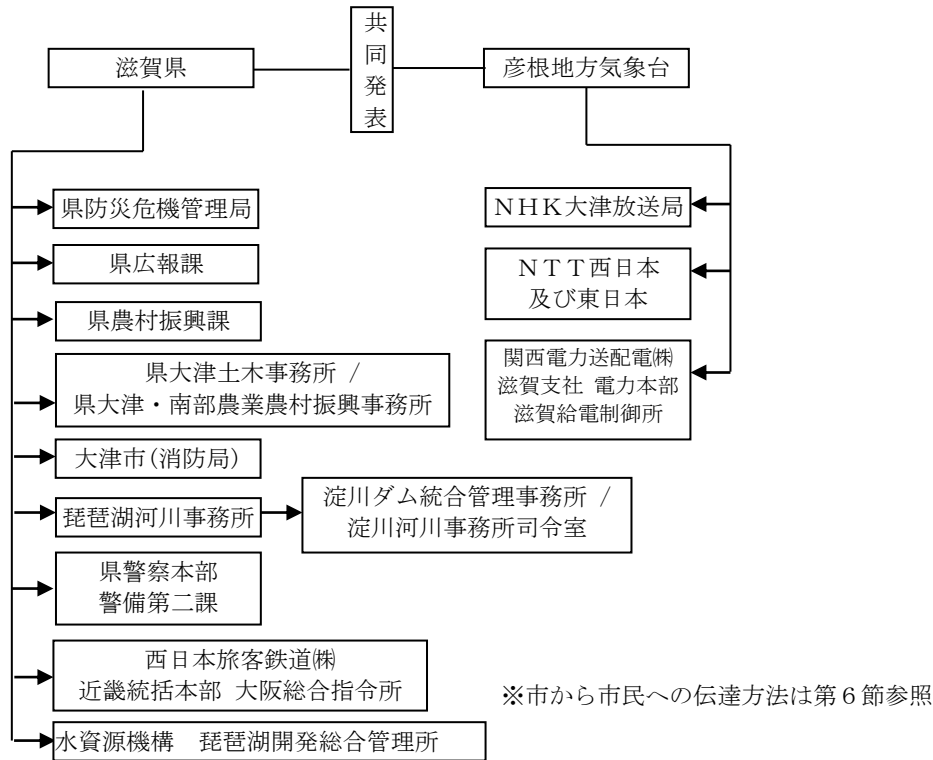 滋賀県
共同発表
彦根地方気象台
県防災危機管理局
県広報課
県農村振興課
県大津土木事務所 /
県大津・南部農業農村振興事務所
大津市(消防局)
琵琶湖河川事務所
淀川ダム統合管理事務所 /
淀川河川事務所司令室
県警察本部
警備第二課
西日本旅客鉄道㈱
近畿統括本部 大阪総合指令所
水資源機構　琵琶湖開発総合管理所
ＮＨＫ大津放送局
ＮＴＴ西日本
及び東日本
関西電力送配電㈱
滋賀支社 電力本部
滋賀給電制御所
※市から市民への伝達方法は第６節参照